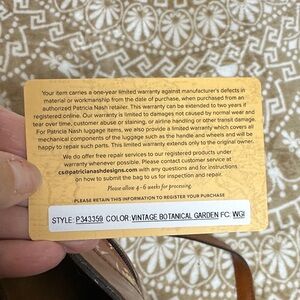 Your item carries a one-year limited warranty against manufacturer's defects in
material or workmanship from the date of purchase, when purchased from an
authorized Patricia Nash retailer. This warranty can be extended to two years if
registered online. Our warranty is limited to damages not caused by normal wear and
tear over time, customer abuse or staining, or airline handling or other transit damage.
For Patricia Nash luggage items, we also provide a limited warranty which covers all
mechanical components of the luggage such as the handle and wheels and will be
happy to repair such parts. This limited warranty extends only to the original owner.
We do offer free repair services to our registered products under
warranty whenever possible. Please contact customer service at
cs@patricianashdesigns.com with any questions and for instructions
on how to submit the bag to us for inspection and repair.
Please allow 4-6 weeks for processing.
PLEASE RETAIN THIS INFORMATION TO REGISTER YOUR PURCHASE
STYLE: P343359 COLOR: VINTAGE BOTANICAL GARDEN FC: WGI